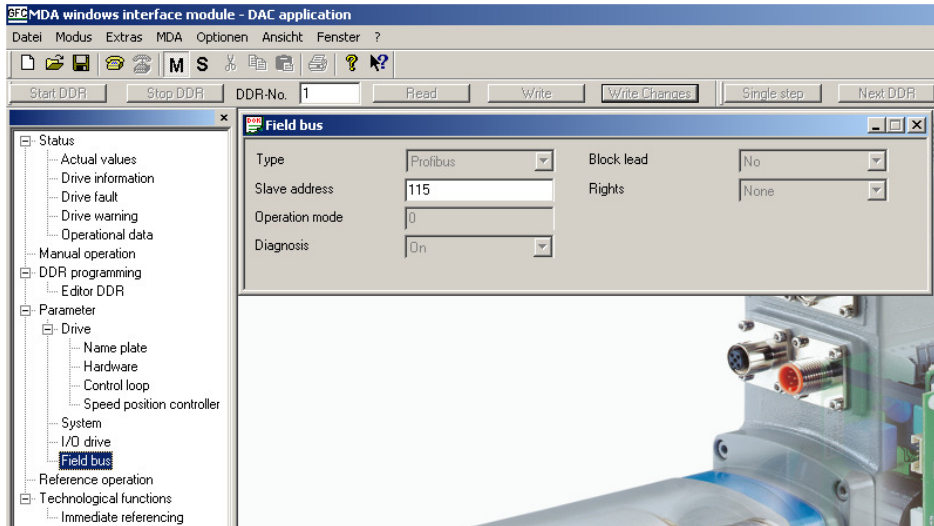 GFC MDA windows interface module - DAC application
Datei Modus Extras MDA Optionen Ansicht Fenster ?
M S
Start DDR Stop DDR DDR-No. 1 Read Write Write Changes Single step Next DDR
Status
Actual values
Drive information
Drive fault
Drive warning
Operational data
Manual operation
DDR programming
Editor DDR
Parameter
Drive
Name plate
Hardware
Control loop
Speed position controller
System
I/O drive
Field bus
Reference operation
Technological functions
Immediate referencing
Field bus
Type Profibus Block lead No
Slave address 115 Rights None
Operation mode 0
Diagnosis On